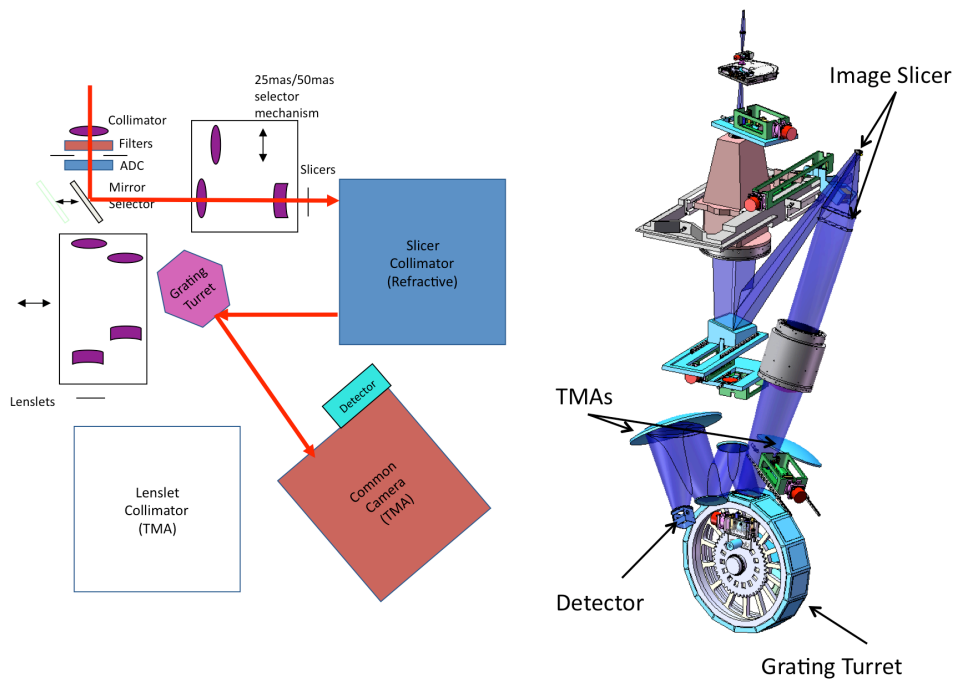 25mas/50mas
selector
mechanism
Collimator
Filters
ADC
Mirror
Selector
Slicers
Slicer
Collimator
(Refractive)
Grating
Turret
Lenslets
Detector
Common
Camera
(TMA)
Lenslet
Collimator
(TMA)
Image Slicer
TMAs
Detector
Grating Turret